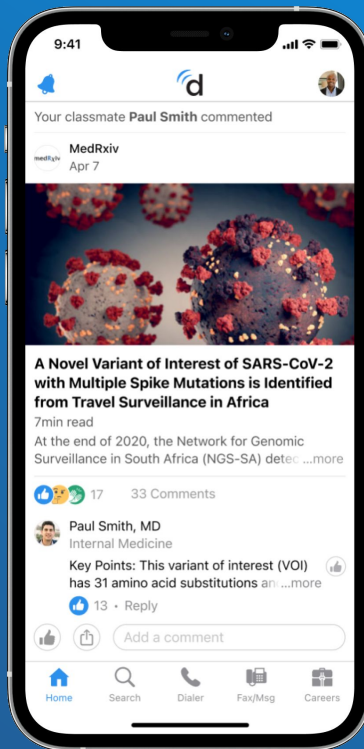 9:41
d
Your classmate Paul Smith commented
medRxiv
MedRxiv
Apr 7
A Novel Variant of Interest of SARS-CoV-2
with Multiple Spike Mutations is Identified
from Travel Surveillance in Africa
7min read
At the end of 2020, the Network for Genomic
Surveillance in South Africa (NGS-SA) detec ...more
17 33 Comments
Paul Smith, MD
Internal Medicine
Key Points: This variant of interest (VOI)
has 31 amino acid substitutions an ...more
13 • Reply
Add a comment
Home Search Dialer Fax/Msg Careers